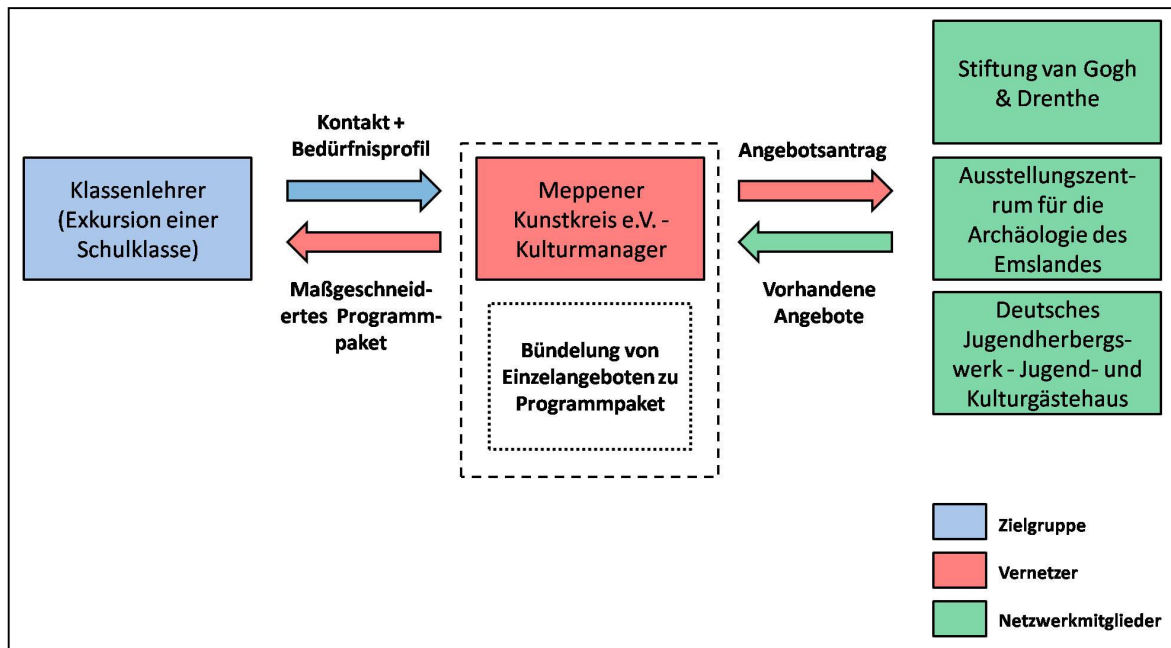 Klassenlehrer
(Exkursion einer
Schulklasse)
Kontakt +
Bedürfnisprofil
Maßgeschneid-
ertes Programm-
paket
Meppener
Kunstkreis e.V. -
Kulturmanager
Bündelung von
Einzelangeboten zu
Programmpaket
Angebotsantrag
Vorhandene
Angebote
Stiftung van Gogh
& Drenthe
Ausstellungszent-
rum für die
Archäologie des
Emslandes
Deutsches
Jugendherbergs-
werk - Jugend- und
Kulturgästehaus
Zielgruppe
Vernetzer
Netzwerkmitglieder